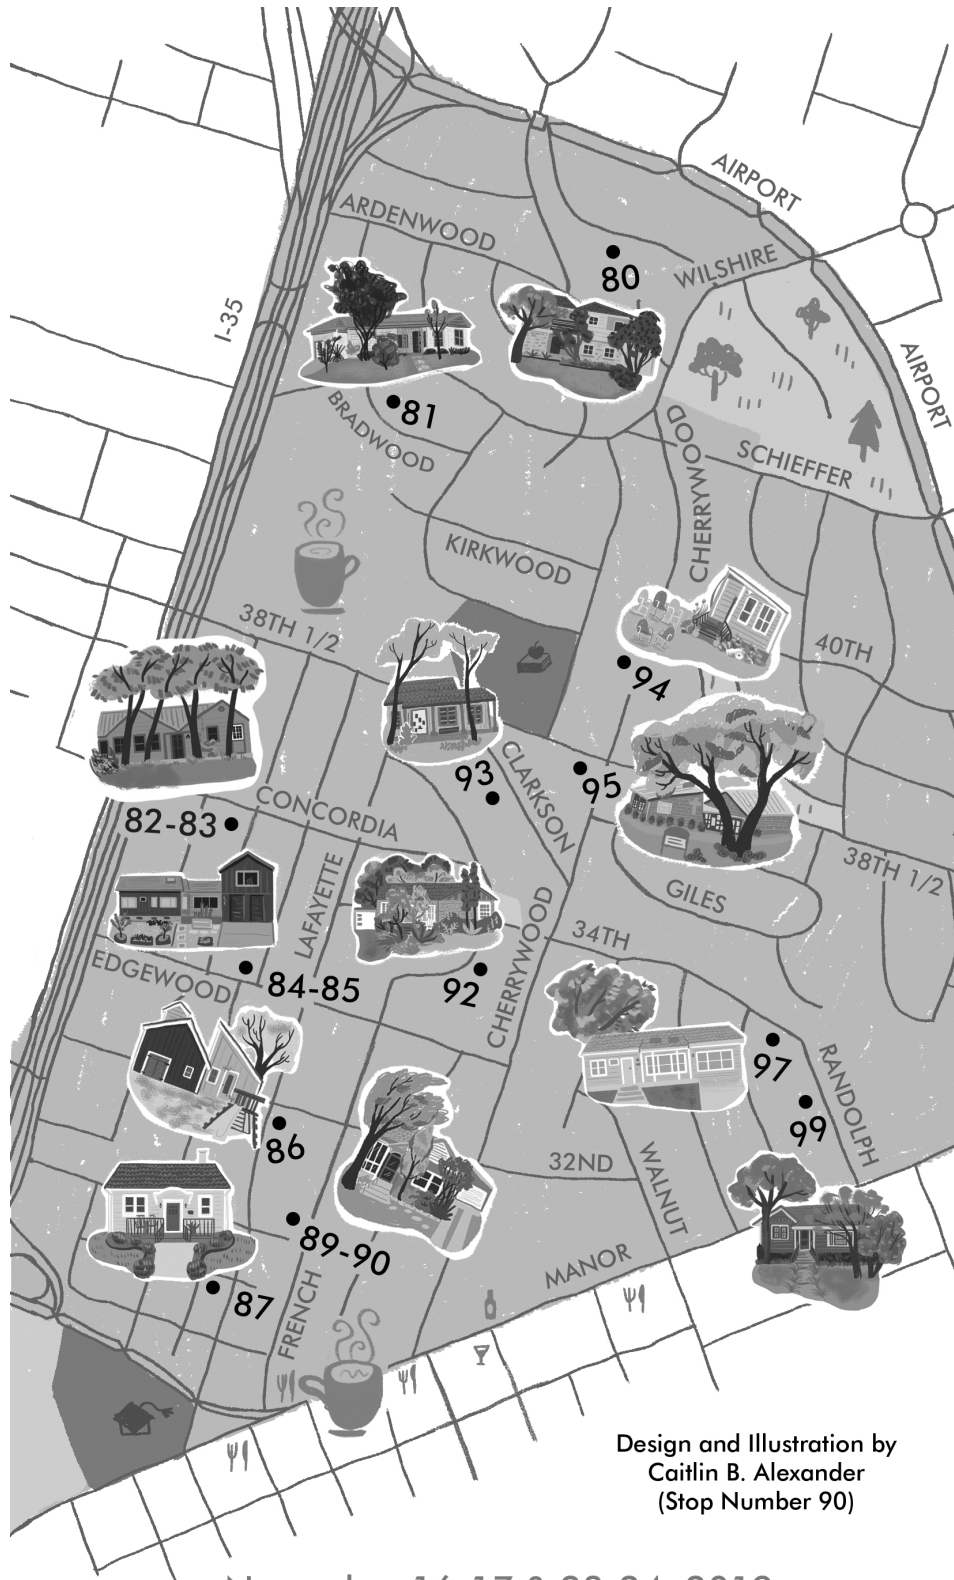 AIRPORT
ARDENWOOD
80
WILSHIRE
I-35
AIRPORT
81
BRADWOOD
CHERRYWOOD
SCHIEFFER
KIRKWOOD
38TH 1/2
40TH
94
93
CLARKSON
95
82-83
CONCORDIA
38TH 1/2
LAFAYETTE
GILES
34TH
EDGEWOOD
84-85
92
CHERRYWOOD
97
RANDOLPH
99
86
32ND
WALNUT
89-90
MANOR
87
FRENCH
Design and Illustration by
Caitlin B. Alexander
(Stop Number 90)